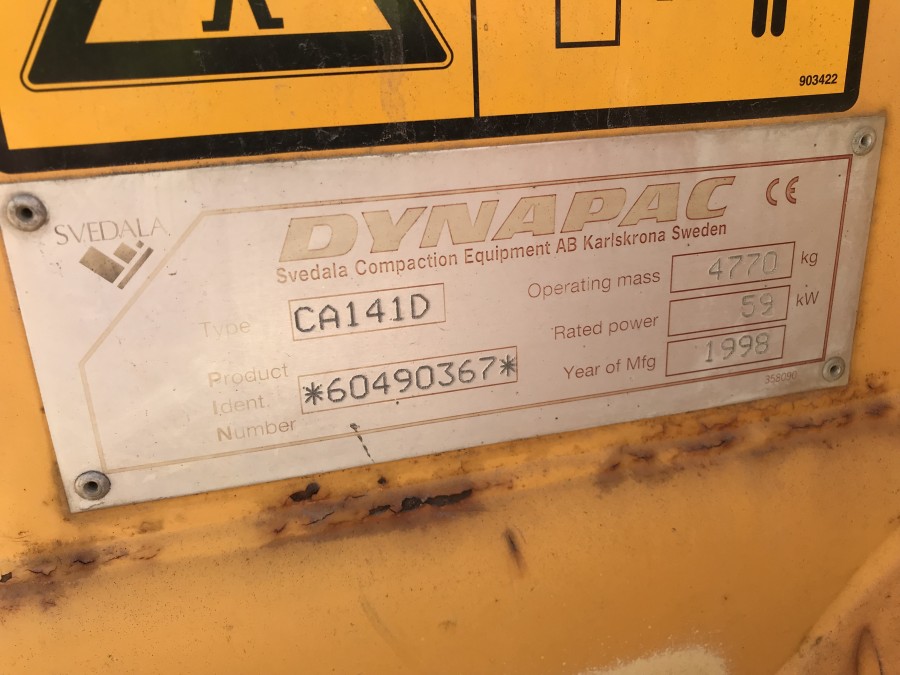 903422
SVEDALA
DYNAPAC
CE
Svedala Compaction Equipment AB Karlskrona Sweden
Type CA141D
Operating mass 4770 kg
Rated power 59 kW
Product Ident. Number *60490367*
Year of Mfg 1998
358090